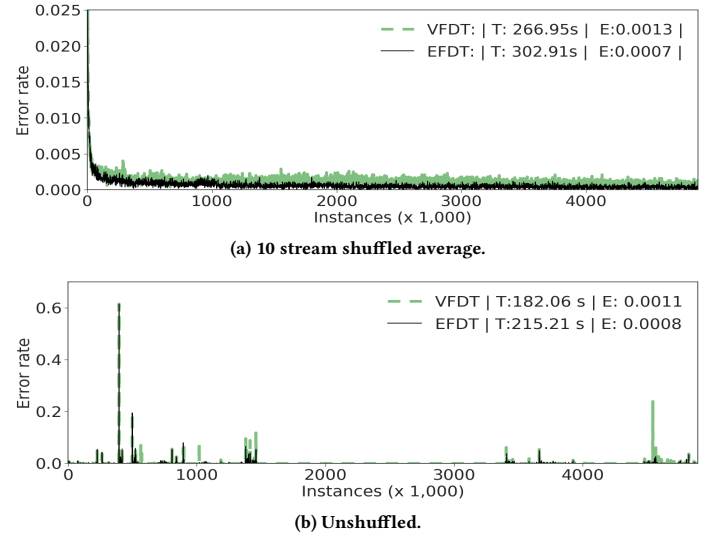 0.025
0.020
0.015
0.010
0.005
0.000
Error rate
VFDT: | T: 266.95s | E:0.0013 |
EFDT: | T: 302.91s | E:0.0007 |
0 1000 2000 3000 4000
Instances (x 1,000)
(a) 10 stream shuffled average.
0.6
0.4
0.2
0.0
Error rate
VFDT | T:182.06 s | E: 0.0011
EFDT | T:215.21 s | E: 0.0008
0 1000 2000 3000 4000
Instances (x 1,000)
(b) Unshuffled.